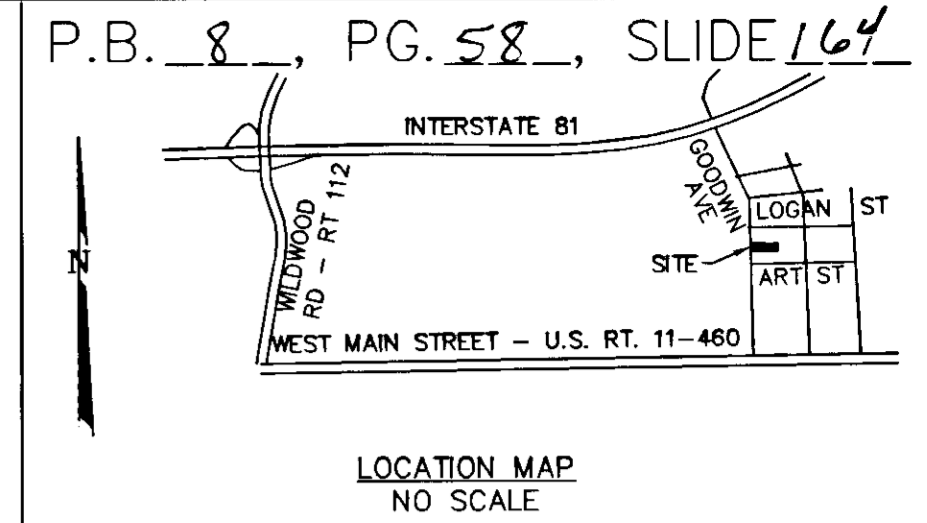 P.B. 8, PG. 58, SLIDE 164
INTERSTATE 81
GOODWIN
AVE
WILDWOOD
RD - RT 112
LOGAN ST
SITE
ART ST
N
WEST MAIN STREET - U.S. RT. 11-460
LOCATION MAP
NO SCALE